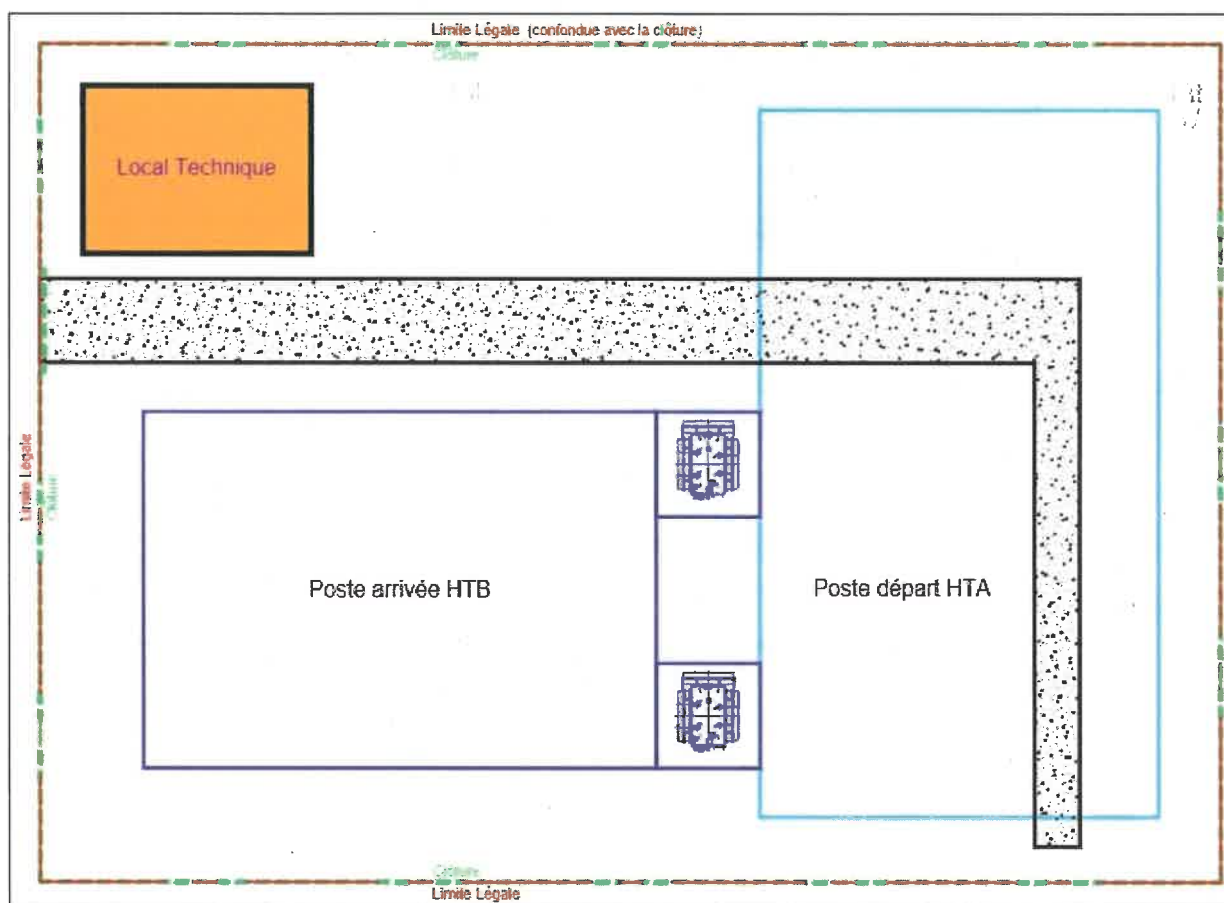 Limite Légale (confondue avec la clôture)
Clôture
Local Technique
Limite Légale
Clôture
Poste arrivée HTB
Poste départ HTA
Clôture
Limite Légale